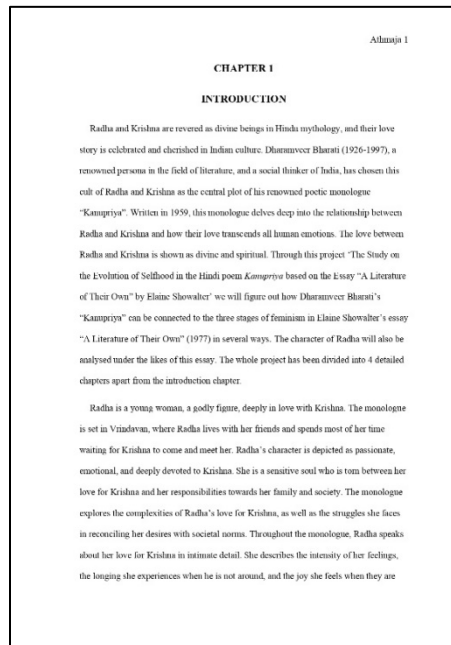 Athmaja 1
CHAPTER 1
INTRODUCTION
Radha and Krishna are revered as divine beings in Hindu mythology, and their love
story is celebrated and cherished in Indian culture. Dharamveer Bharati (1926-1997), a
renowned persona in the field of literature, and a social thinker of India, has chosen this
cult of Radha and Krishna as the central plot of his renowned poetic monologue
“Kanupriya”. Written in 1959, this monologue delves deep into the relationship between
Radha and Krishna and how their love transcends all human emotions. The love between
Radha and Krishna is shown as divine and spiritual. Through this project ‘The Study on
the Evolution of Selfhood in the Hindi poem Kanupriya based on the Essay “A Literature
of Their Own” by Elaine Showalter’ we will figure out how Dharamveer Bharati’s
“Kanupriya” can be connected to the three stages of feminism in Elaine Showalter’s essay
“A Literature of Their Own” (1977) in several ways. The character of Radha will also be
analysed under the likes of this essay. The whole project has been divided into 4 detailed
chapters apart from the introduction chapter.
Radha is a young woman, a godly figure, deeply in love with Krishna. The monologue
is set in Vrindavan, where Radha lives with her friends and spends most of her time
waiting for Krishna to come and meet her. Radha’s character is depicted as passionate,
emotional, and deeply devoted to Krishna. She is a sensitive soul who is torn between her
love for Krishna and her responsibilities towards her family and society. The monologue
explores the complexities of Radha’s love for Krishna, as well as the struggles she faces
in reconciling her desires with societal norms. Throughout the monologue, Radha speaks
about her love for Krishna in intimate detail. She describes the intensity of her feelings,
the longing she experiences when he is not around, and the joy she feels when they are